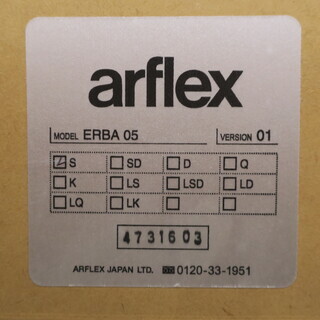 arflex
MODEL ERBA 05 VERSION 01
S SD D Q
K LS LSD LD
LQ LK
4731603
ARFLEX JAPAN LTD. 0120-33-1951